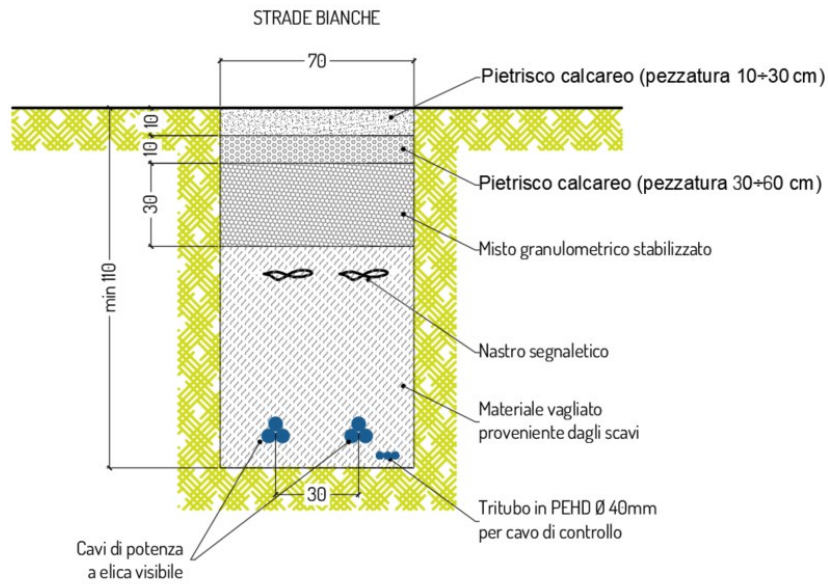 STRADE BIANCHE
70
Pietrisco calcareo (pezzatura 10÷30 cm)
10
10
Pietrisco calcareo (pezzatura 30÷60 cm)
30
Misto granulometrico stabilizzato
min 110
Nastro segnaletico
Materiale vagliato
proveniente dagli scavi
30
Tritubo in PEHD Ø 40mm
per cavo di controllo
Cavi di potenza
a elica visibile